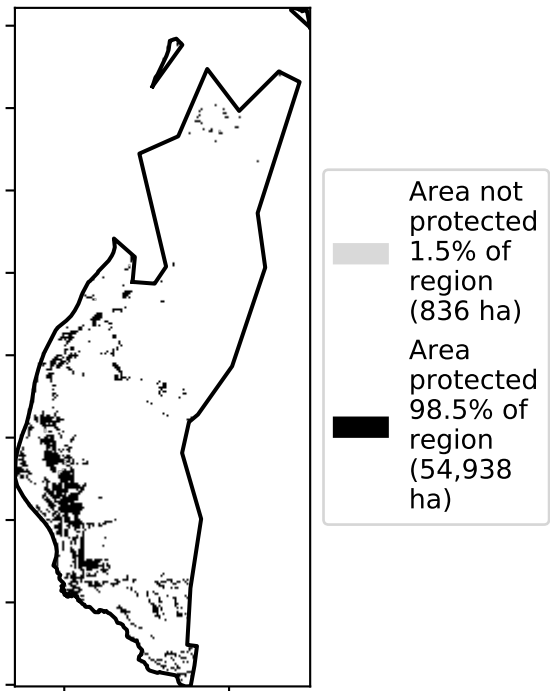 Area not
protected
1.5% of
region
(836 ha)
Area
protected
98.5% of
region
(54,938
ha)